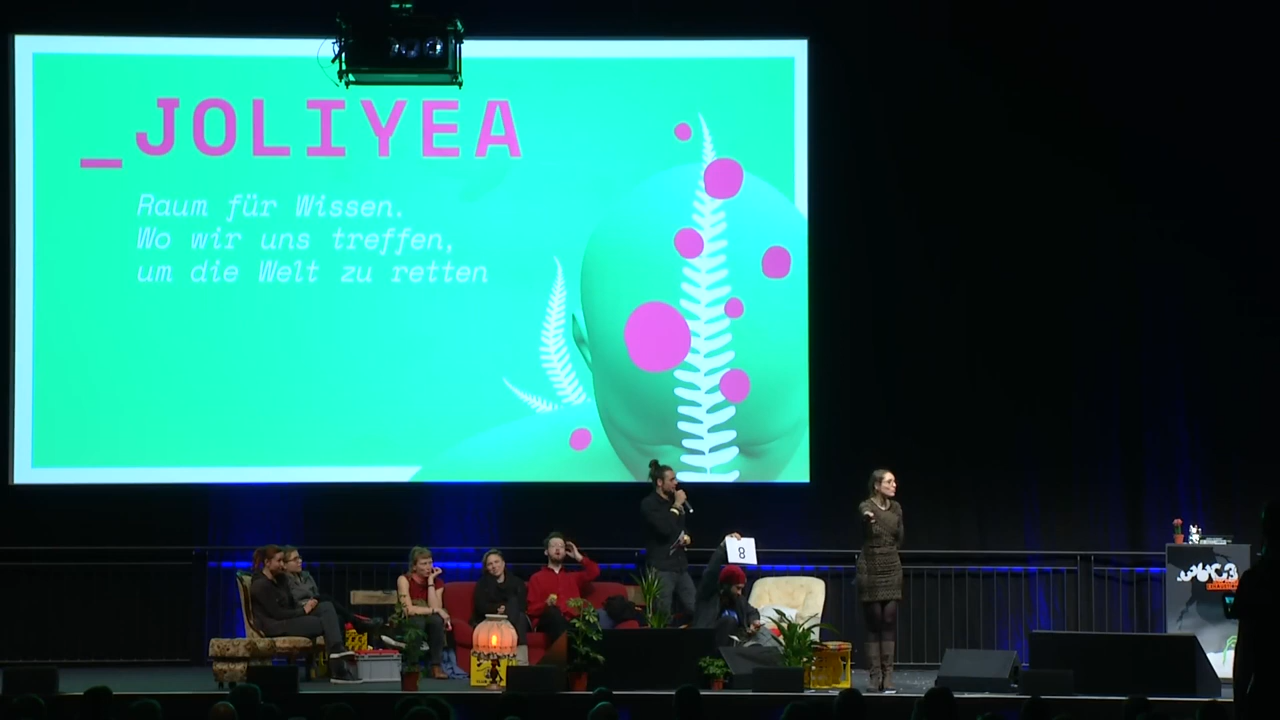 _JOLIYEA
Raum für Wissen.
Wo wir uns treffen,
um die Welt zu retten
8